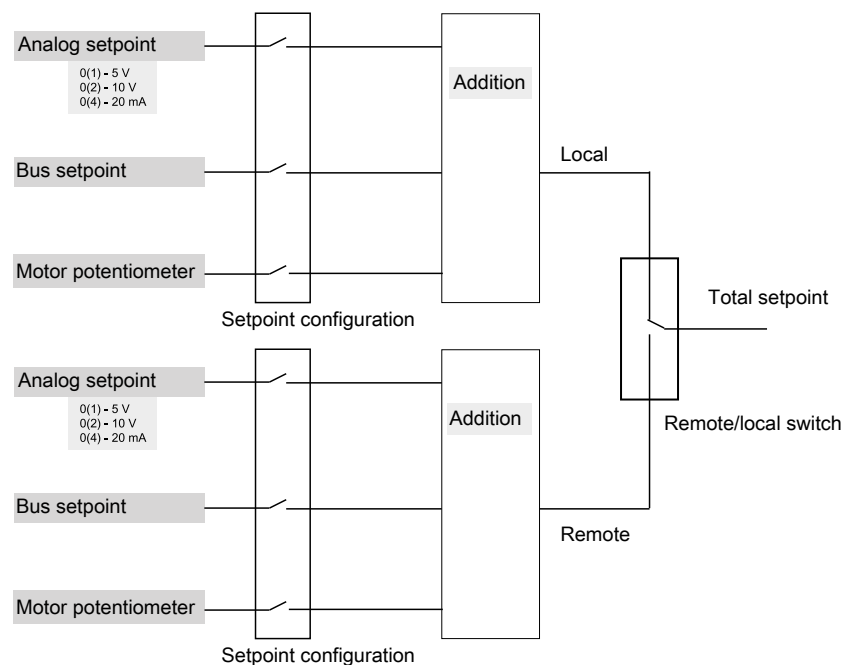 Analog setpoint
0(1) - 5 V
0(2) - 10 V
0(4) - 20 mA
Addition
Bus setpoint
Local
Motor potentiometer
Total setpoint
Setpoint configuration
Analog setpoint
0(1) - 5 V
0(2) - 10 V
0(4) - 20 mA
Addition
Remote/local switch
Bus setpoint
Remote
Motor potentiometer
Setpoint configuration